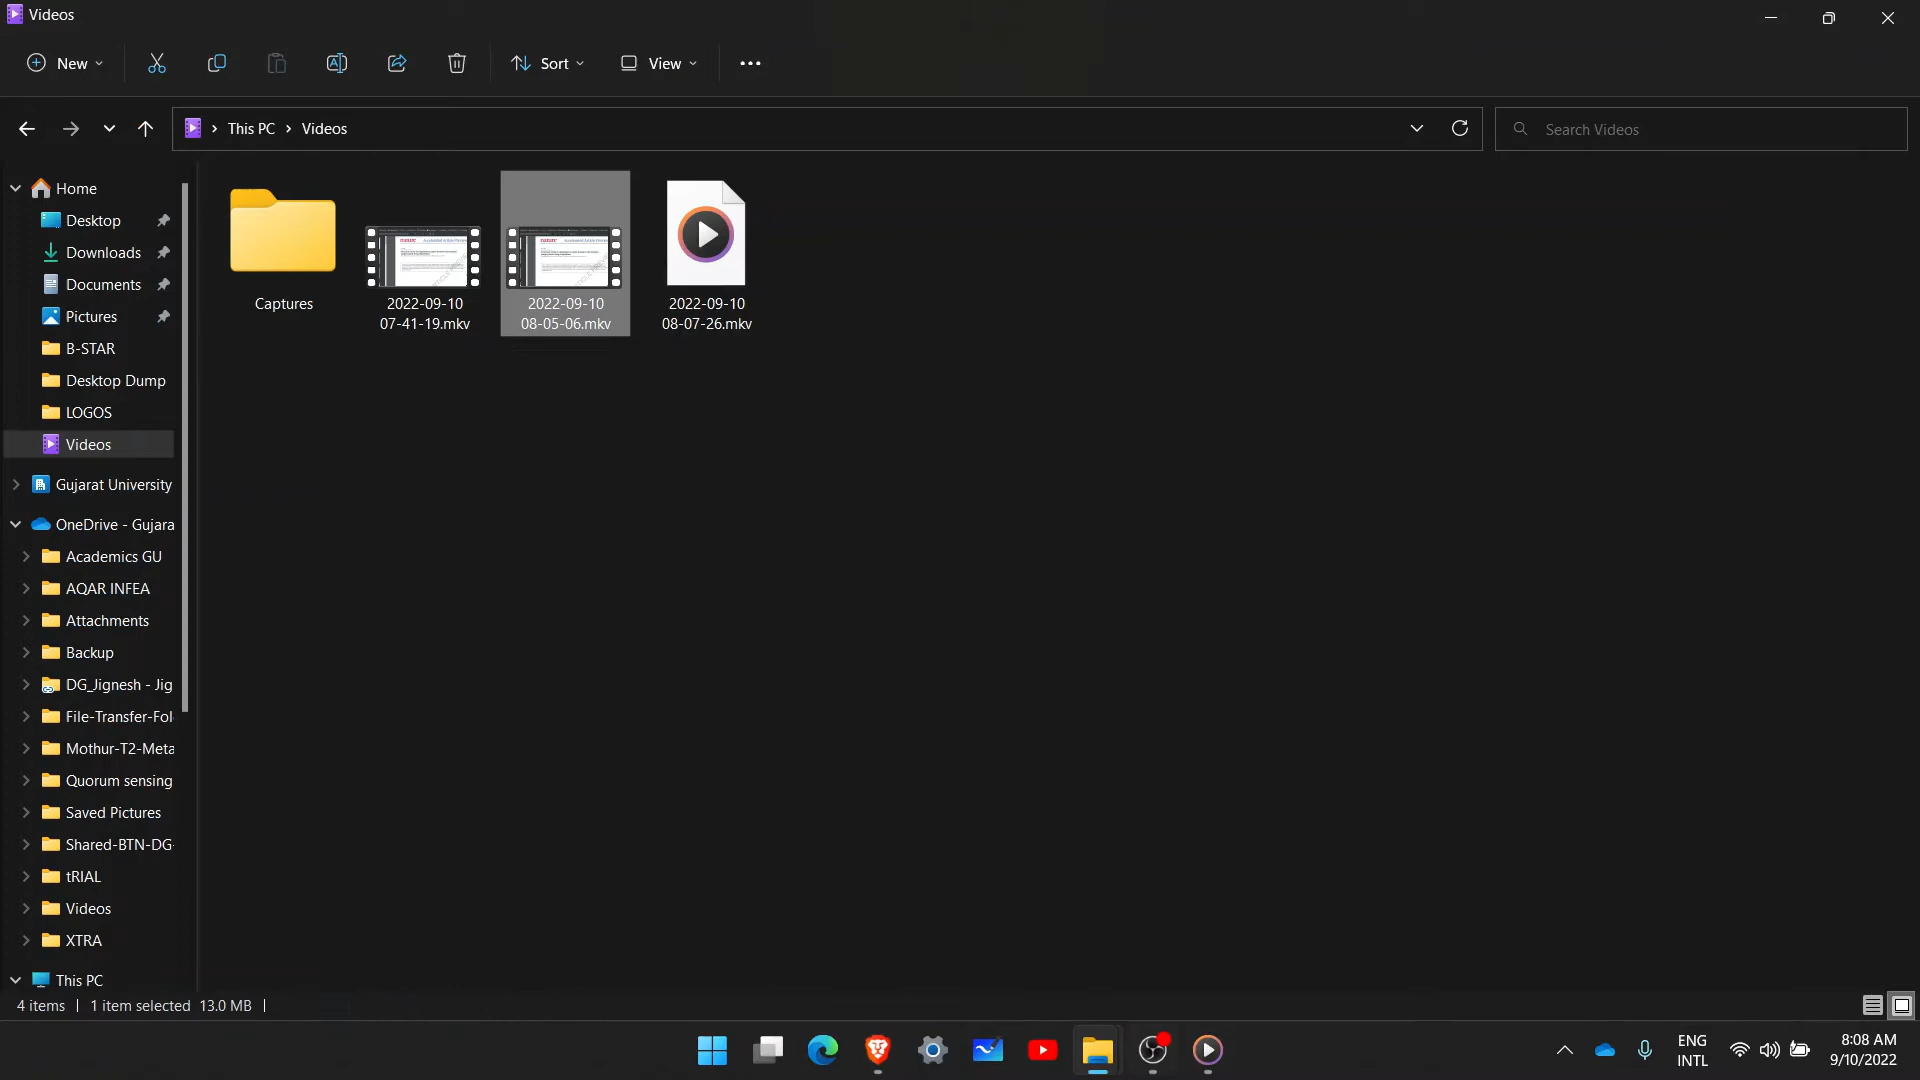 Videos
New
Sort
View
This PC
Videos
Search Videos
Home
Desktop
Downloads
Documents
Pictures
B-STAR
Desktop Dump
LOGOS
Videos
Gujarat University
OneDrive - Gujara
Academics GU
AQAR INFEA
Attachments
Backup
DG_Jignesh - Jig
File-Transfer-Fol
Mothur-T2-Meta
Quorum sensing
Saved Pictures
Shared-BTN-DG-
tRIAL
Videos
XTRA
This PC
Captures
2022-09-10
07-41-19.mkv
2022-09-10
08-05-06.mkv
2022-09-10
08-07-26.mkv
4 items
1 item selected 13.0 MB
ENG
INTL
8:08 AM
9/10/2022